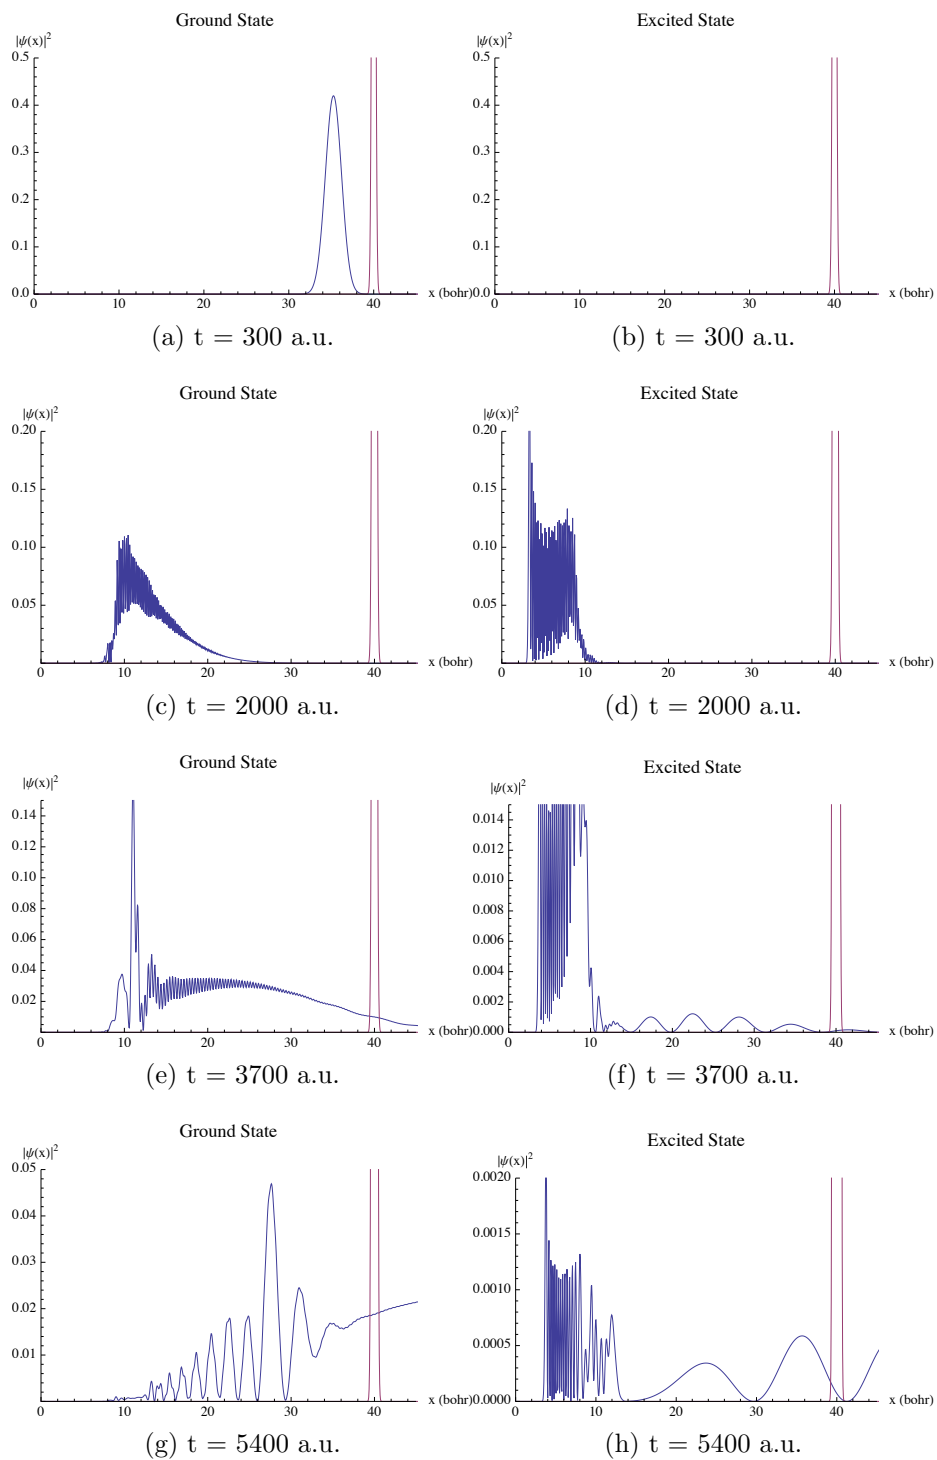 Ground State
|ψ(x)|²
0.5
0.4
0.3
0.2
0.1
0.0
0 10 20 30 40 x (bohr)
(a) t = 300 a.u.
Excited State
|ψ(x)|²
0.5
0.4
0.3
0.2
0.1
0.0
0 10 20 30 40 x (bohr)
(b) t = 300 a.u.
Ground State
|ψ(x)|²
0.20
0.15
0.10
0.05
0 10 20 30 40 x (bohr)
(c) t = 2000 a.u.
Excited State
|ψ(x)|²
0.20
0.15
0.10
0.05
0 10 20 30 40 x (bohr)
(d) t = 2000 a.u.
Ground State
|ψ(x)|²
0.14
0.12
0.10
0.08
0.06
0.04
0.02
0 10 20 30 40 x (bohr)
(e) t = 3700 a.u.
Excited State
|ψ(x)|²
0.014
0.012
0.010
0.008
0.006
0.004
0.002
0.000
0 10 20 30 40 x (bohr)
(f) t = 3700 a.u.
Ground State
|ψ(x)|²
0.05
0.04
0.03
0.02
0.01
0 10 20 30 40 x (bohr)
(g) t = 5400 a.u.
Excited State
|ψ(x)|²
0.0020
0.0015
0.0010
0.0005
0.0000
0 10 20 30 40 x (bohr)
(h) t = 5400 a.u.